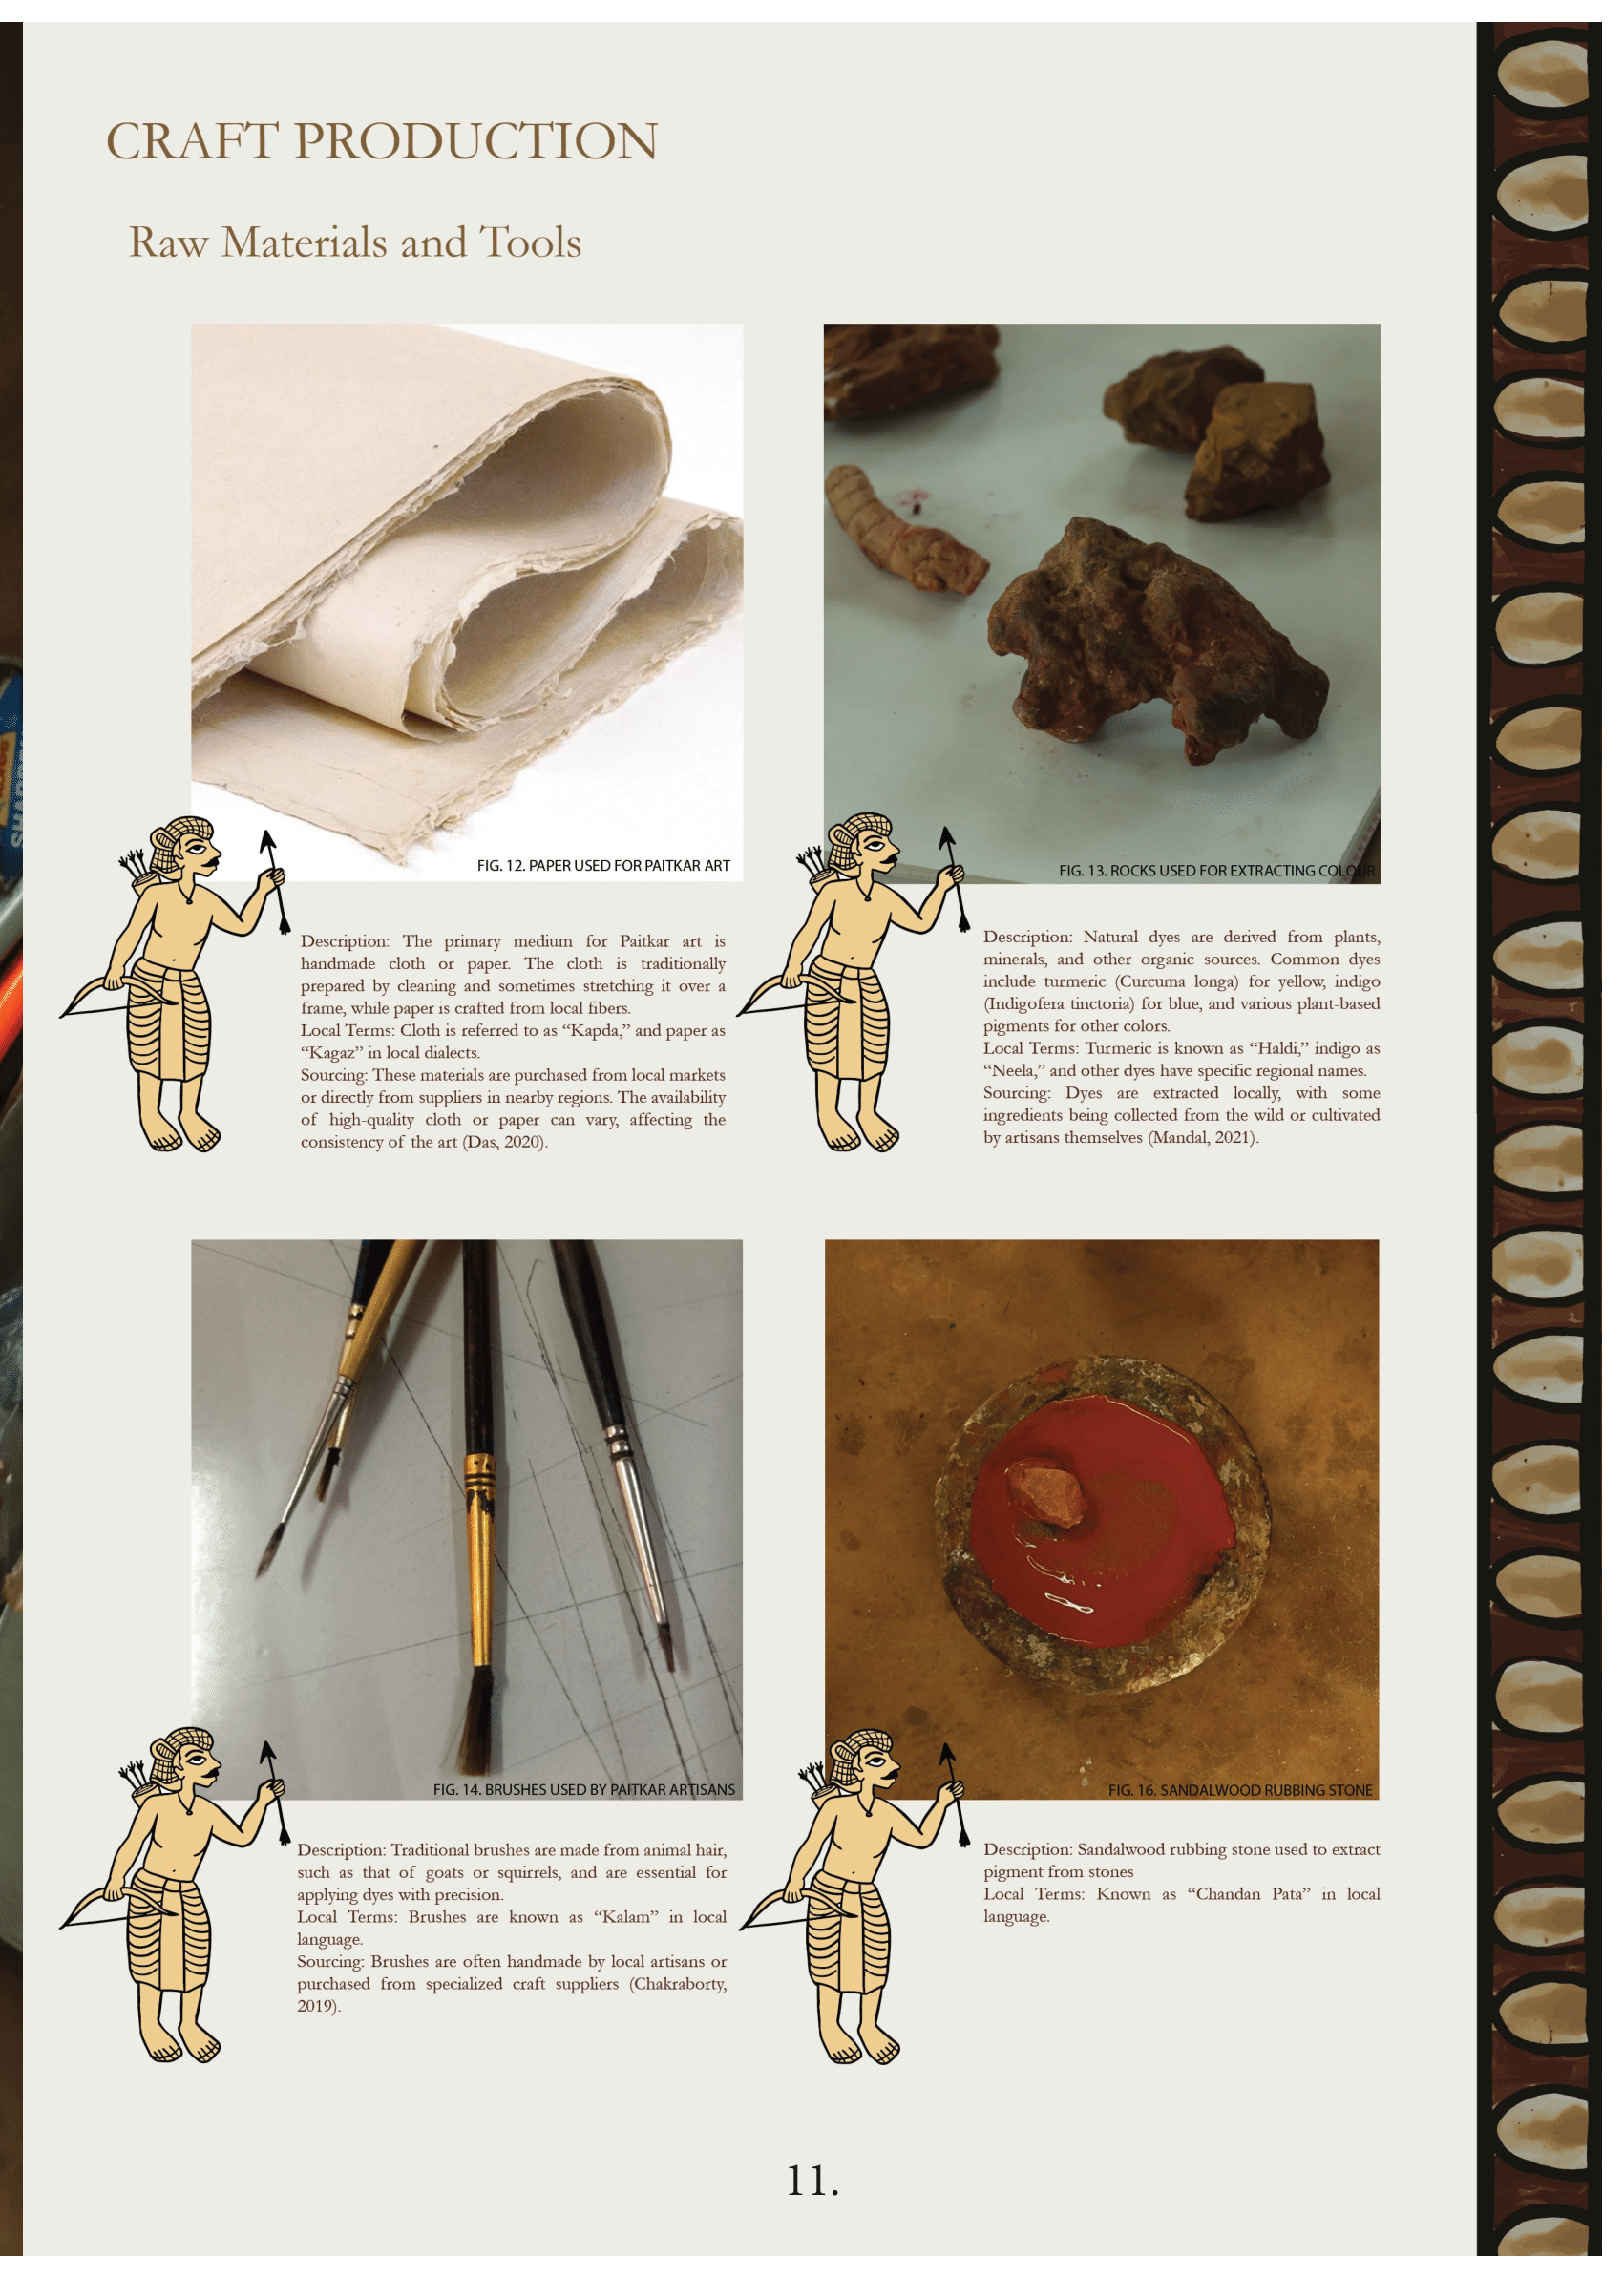 CRAFT PRODUCTION
Raw Materials and Tools
FIG. 12. PAPER USED FOR PAITKAR ART
Description: The primary medium for Paitkar art is
handmade cloth or paper. The cloth is traditionally
prepared by cleaning and sometimes stretching it over a
frame, while paper is crafted from local fibers.
Local Terms: Cloth is referred to as “Kapda,” and paper as
“Kagaz” in local dialects.
Sourcing: These materials are purchased from local markets
or directly from suppliers in nearby regions. The availability
of high-quality cloth or paper can vary, affecting the
consistency of the art (Das, 2020).
FIG. 13. ROCKS USED FOR EXTRACTING COLOUR
Description: Natural dyes are derived from plants,
minerals, and other organic sources. Common dyes
include turmeric (Curcuma longa) for yellow, indigo
(Indigofera tinctoria) for blue, and various plant-based
pigments for other colors.
Local Terms: Turmeric is known as “Haldi,” indigo as
“Neela,” and other dyes have specific regional names.
Sourcing: Dyes are extracted locally, with some
ingredients being collected from the wild or cultivated
by artisans themselves (Mandal, 2021).
FIG. 14. BRUSHES USED BY PAITKAR ARTISANS
Description: Traditional brushes are made from animal hair,
such as that of goats or squirrels, and are essential for
applying dyes with precision.
Local Terms: Brushes are known as “Kalam” in local
language.
Sourcing: Brushes are often handmade by local artisans or
purchased from specialized craft suppliers (Chakraborty,
2019).
FIG. 16. SANDALWOOD RUBBING STONE
Description: Sandalwood rubbing stone used to extract
pigment from stones
Local Terms: Known as “Chandan Pata” in local
language.
11.